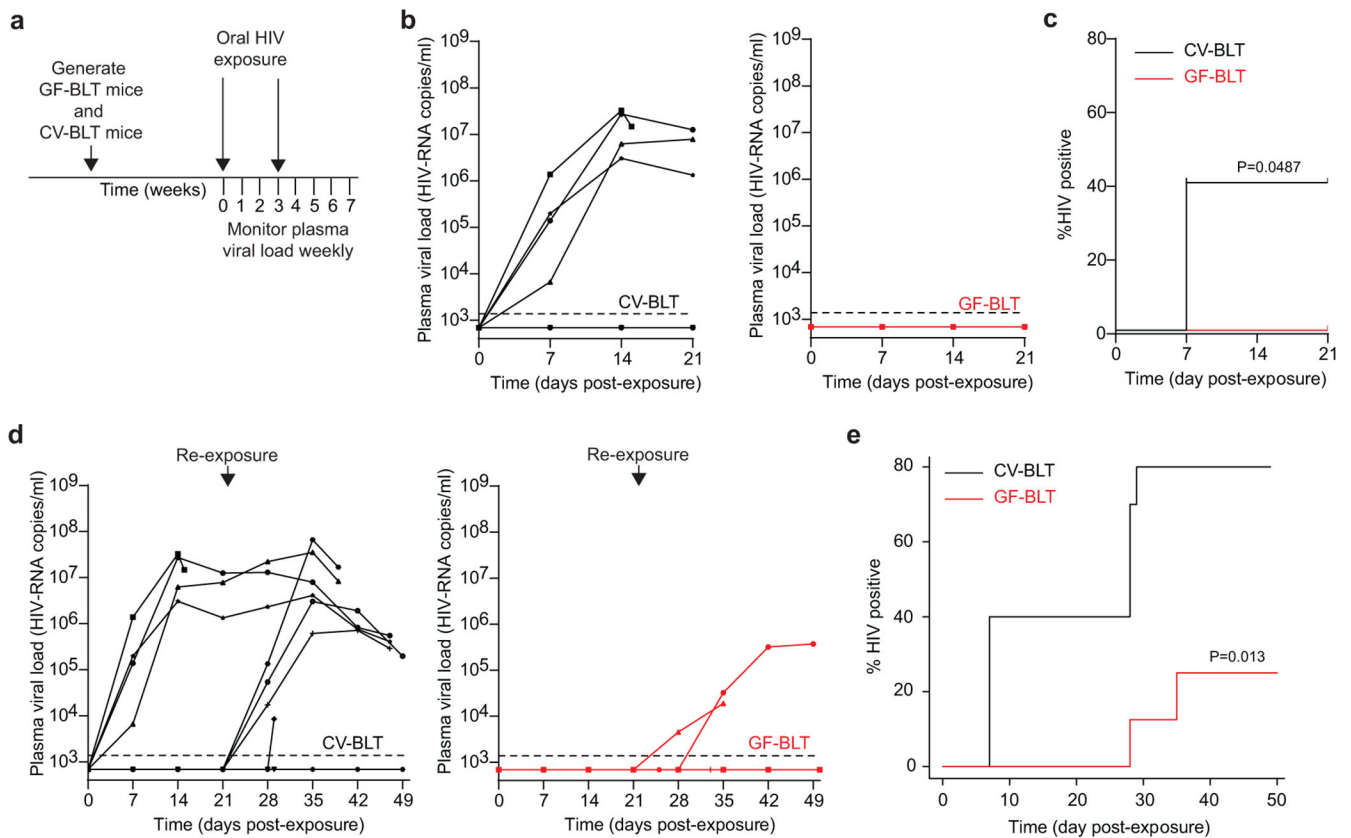 a
Oral HIV
exposure
Generate
GF-BLT mice
and
CV-BLT mice
Time (weeks)
0 1 2 3 4 5 6 7
Monitor plasma
viral load weekly
b
Plasma viral load (HIV-RNA copies/ml)
10⁹
10⁸
10⁷
10⁶
10⁵
10⁴
10³
CV-BLT
0 7 14 21
Time (days post-exposure)
Plasma viral load (HIV-RNA copies/ml)
10⁹
10⁸
10⁷
10⁶
10⁵
10⁴
10³
GF-BLT
0 7 14 21
Time (days post-exposure)
c
%HIV positive
80
60
40
20
0
CV-BLT
GF-BLT
P=0.0487
0 7 14 21
Time (day post-exposure)
d
Re-exposure
Plasma viral load (HIV-RNA copies/ml)
10⁹
10⁸
10⁷
10⁶
10⁵
10⁴
10³
CV-BLT
0 7 14 21 28 35 42 49
Time (days post-exposure)
Re-exposure
Plasma viral load (HIV-RNA copies/ml)
10⁹
10⁸
10⁷
10⁶
10⁵
10⁴
10³
GF-BLT
0 7 14 21 28 35 42 49
Time (days post-exposure)
e
% HIV positive
80
60
40
20
0
CV-BLT
GF-BLT
P=0.013
0 10 20 30 40 50
Time (day post-exposure)